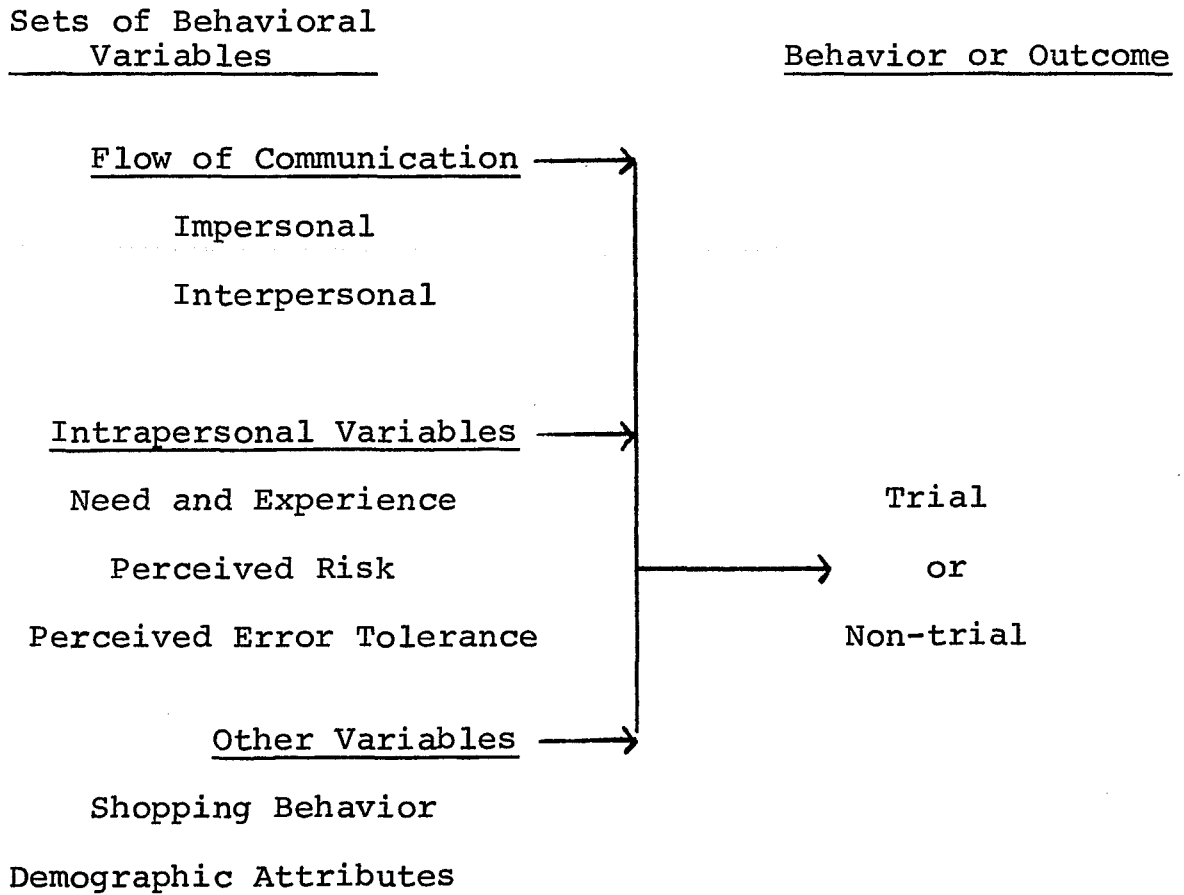 Sets of Behavioral
Variables
Behavior or Outcome
Flow of Communication
Impersonal
Interpersonal
Intrapersonal Variables
Need and Experience
Perceived Risk
Perceived Error Tolerance
Trial
or
Non-trial
Other Variables
Shopping Behavior
Demographic Attributes